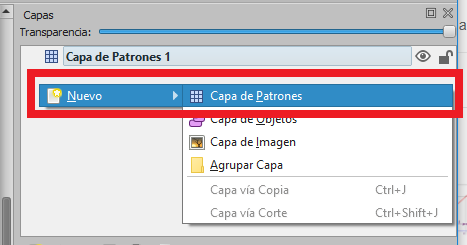 Capas
Transparencia:
Capa de Patrones 1
Nuevo
Capa de Patrones
Capa de Objetos
Capa de Imagen
Agrupar Capa
Capa vía Copia Ctrl+J
Capa vía Corte Ctrl+Shift+J